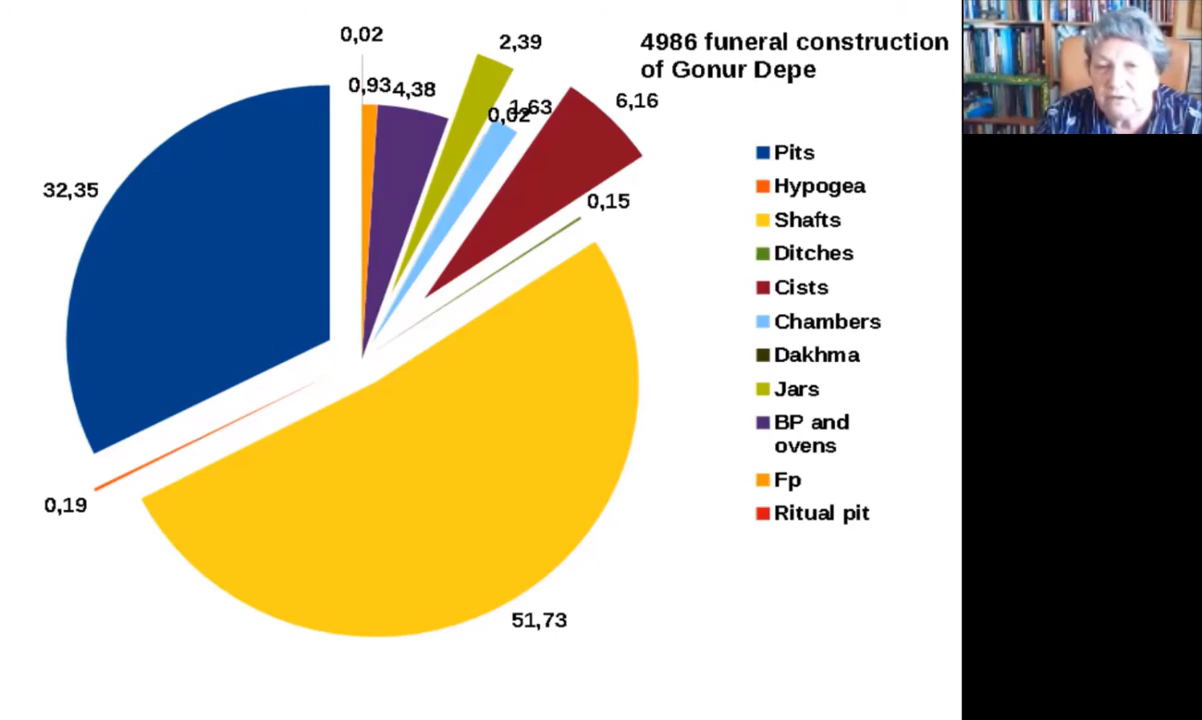 4986 funeral construction
of Gonur Depe
0,02
2,39
0,93
4,38
0,02
1,63
6,16
32,35
0,15
0,19
51,73
Pits
Hypogea
Shafts
Ditches
Cists
Chambers
Dakhma
Jars
BP and
ovens
Fp
Ritual pit